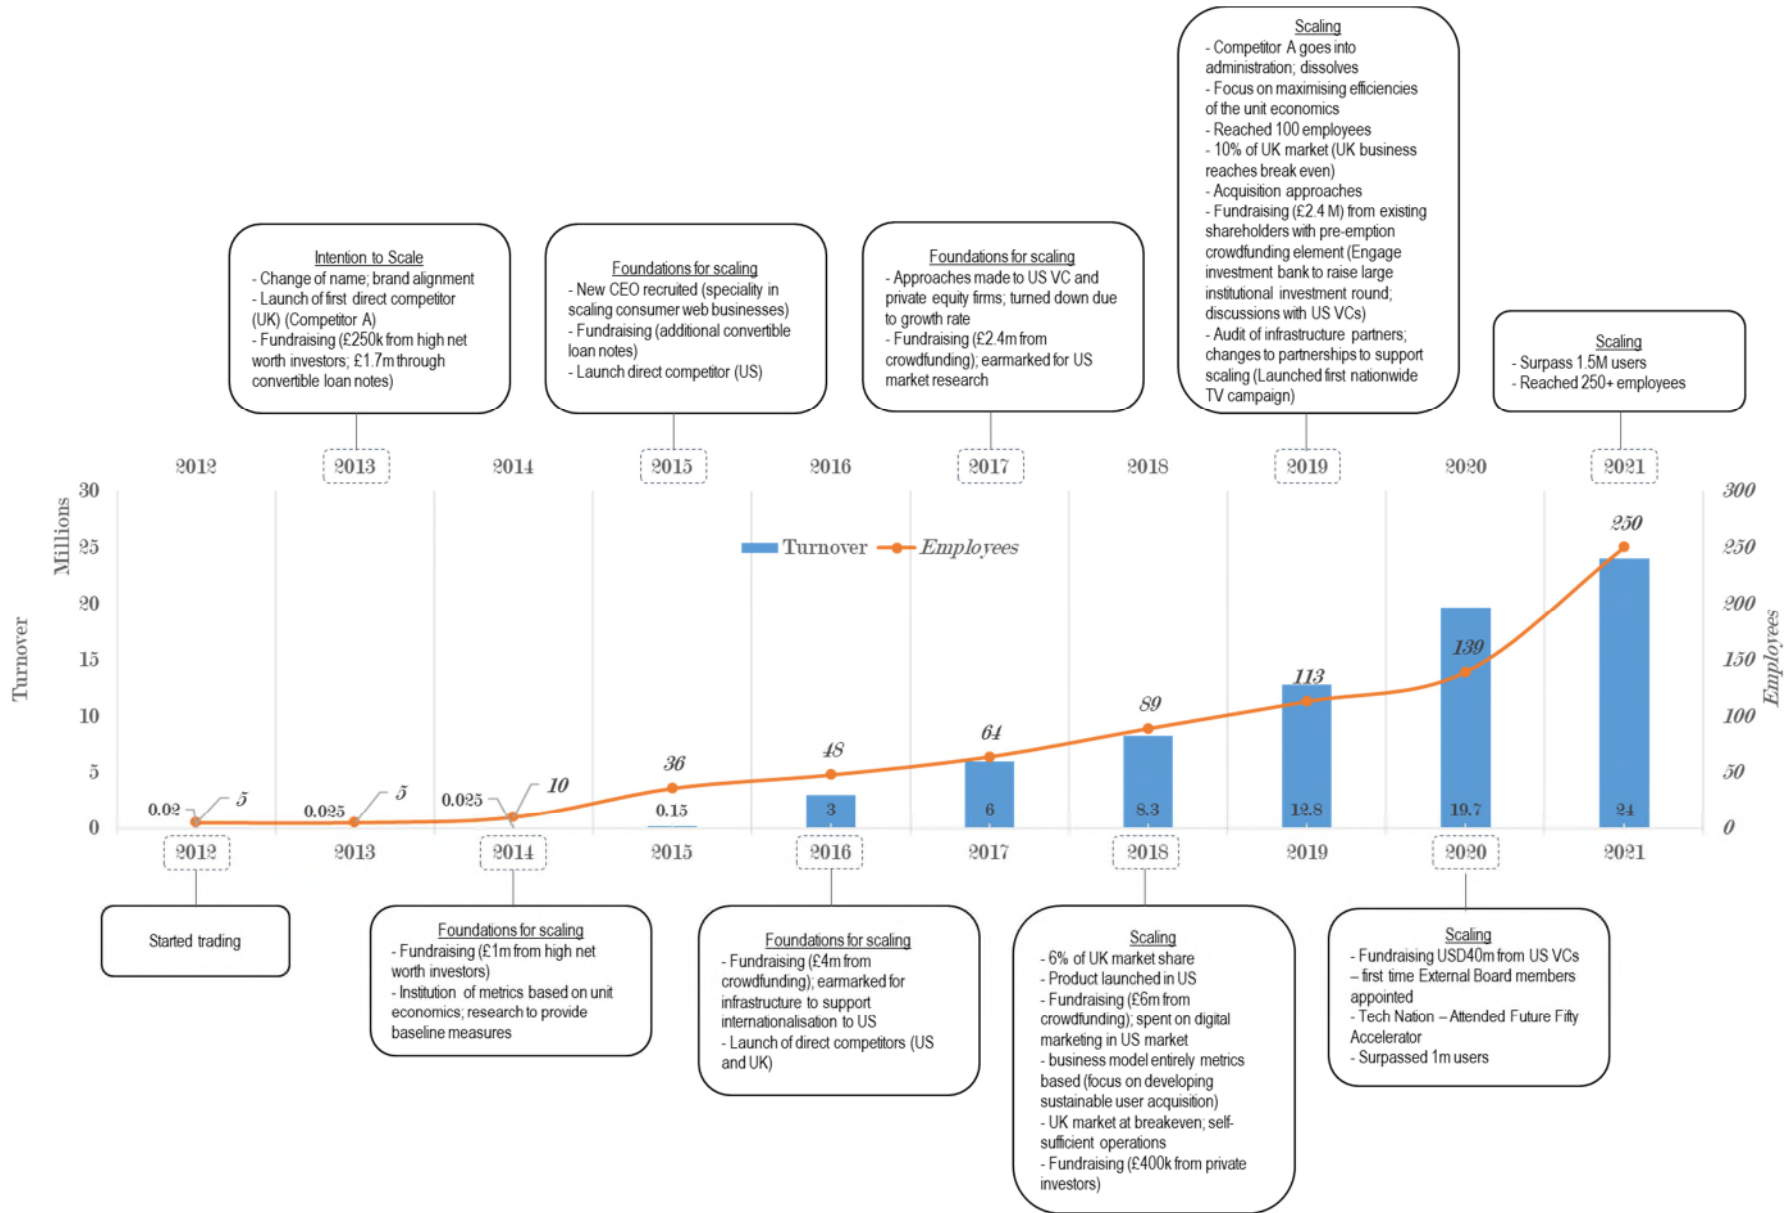 Scaling
- Competitor A goes into
administration; dissolves
- Focus on maximising efficiencies
of the unit economics
- Reached 100 employees
- 10% of UK market (UK business
reaches break even)
- Acquisition approaches
- Fundraising (£2.4 M) from existing
shareholders with pre-emption
crowdfunding element (Engage
investment bank to raise large
institutional investment round;
discussions with US VCs)
- Audit of infrastructure partners;
changes to partnerships to support
scaling (Launched first nationwide
TV campaign)
Intention to Scale
- Change of name; brand alignment
- Launch of first direct competitor
(UK) (Competitor A)
- Fundraising (£250k from high net
worth investors; £1.7m through
convertible loan notes)
Foundations for scaling
- New CEO recruited (speciality in
scaling consumer web businesses)
- Fundraising (additional convertible
loan notes)
- Launch direct competitor (US)
Foundations for scaling
- Approaches made to US VC and
private equity firms; turned down due
to growth rate
- Fundraising (£2.4m from
crowdfunding); earmarked for US
market research
Scaling
- Surpass 1.5M users
- Reached 250+ employees
2012 2013 2014 2015 2016 2017 2018 2019 2020 2021
Turnover
Millions
30
25
20
15
10
5
0
Turnover Employees
5 5 10 36 48 64 89 113 139 250
0.02 0.025 0.025 0.15 3 6 8.3 12.8 19.7 24
300
250
200
150
100
50
0
Employees
2012 2013 2014 2015 2016 2017 2018 2019 2020 2021
Started trading
Foundations for scaling
- Fundraising (£1m from high net
worth investors)
- Institution of metrics based on unit
economics; research to provide
baseline measures
Foundations for scaling
- Fundraising (£4m from
crowdfunding); earmarked for
infrastructure to support
internationalisation to US
- Launch of direct competitors (US
and UK)
Scaling
- 6% of UK market share
- Product launched in US
- Fundraising (£6m from
crowdfunding); spent on digital
marketing in US market
- business model entirely metrics
based (focus on developing
sustainable user acquisition)
- UK market at breakeven; self-
sufficient operations
- Fundraising (£400k from private
investors)
Scaling
- Fundraising USD40m from US VCs
– first time External Board members
appointed
- Tech Nation – Attended Future Fifty
Accelerator
- Surpassed 1m users